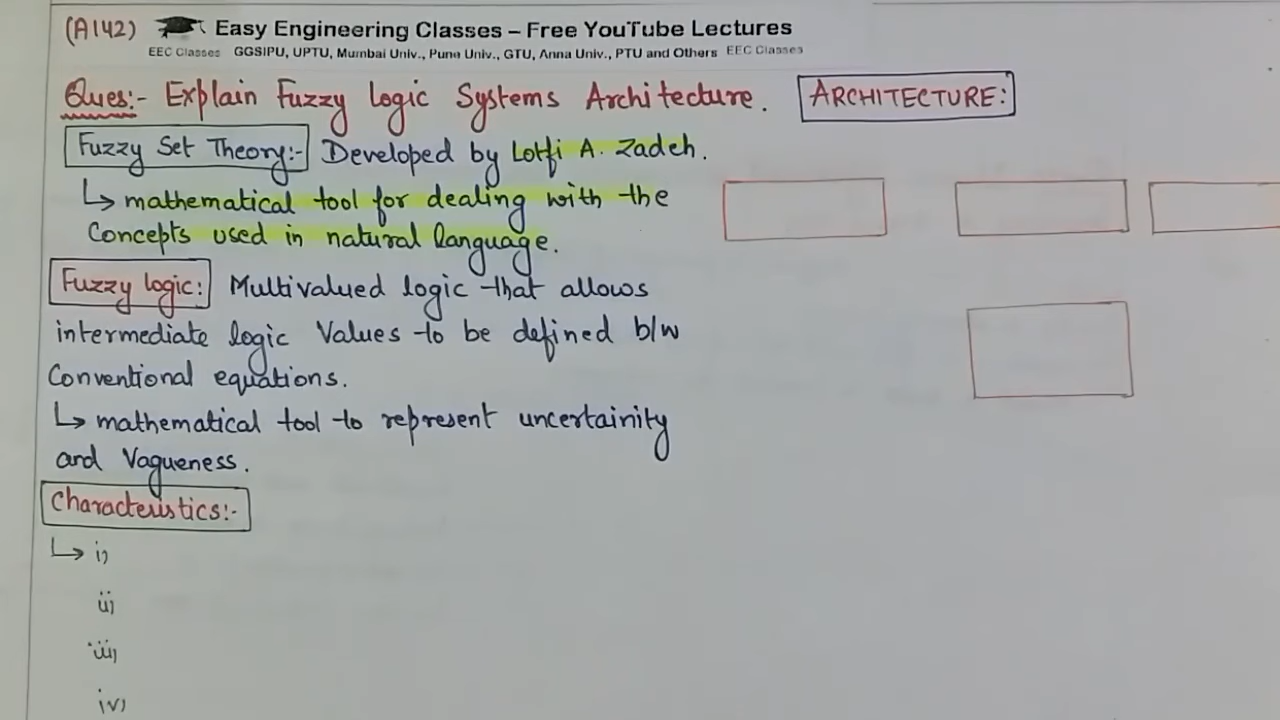 (A142) Easy Engineering Classes – Free YouTube Lectures
EEC Classes GGSIPU, UPTU, Mumbai Univ., Pune Univ., GTU, Anna Univ., PTU and Others EEC Classes
Ques:- Explain Fuzzy Logic Systems Architecture.
Fuzzy Set Theory:- Developed by Lotfi A. Zadeh.
↳ mathematical tool for dealing with the
Concepts used in natural language.
Fuzzy logic: Multivalued logic that allows
intermediate logic Values to be defined b/w
Conventional equations.
↳ mathematical tool to represent uncertainity
and Vagueness.
Characteristics:-
↳ i)
ii)
iii)
iv)
ARCHITECTURE: